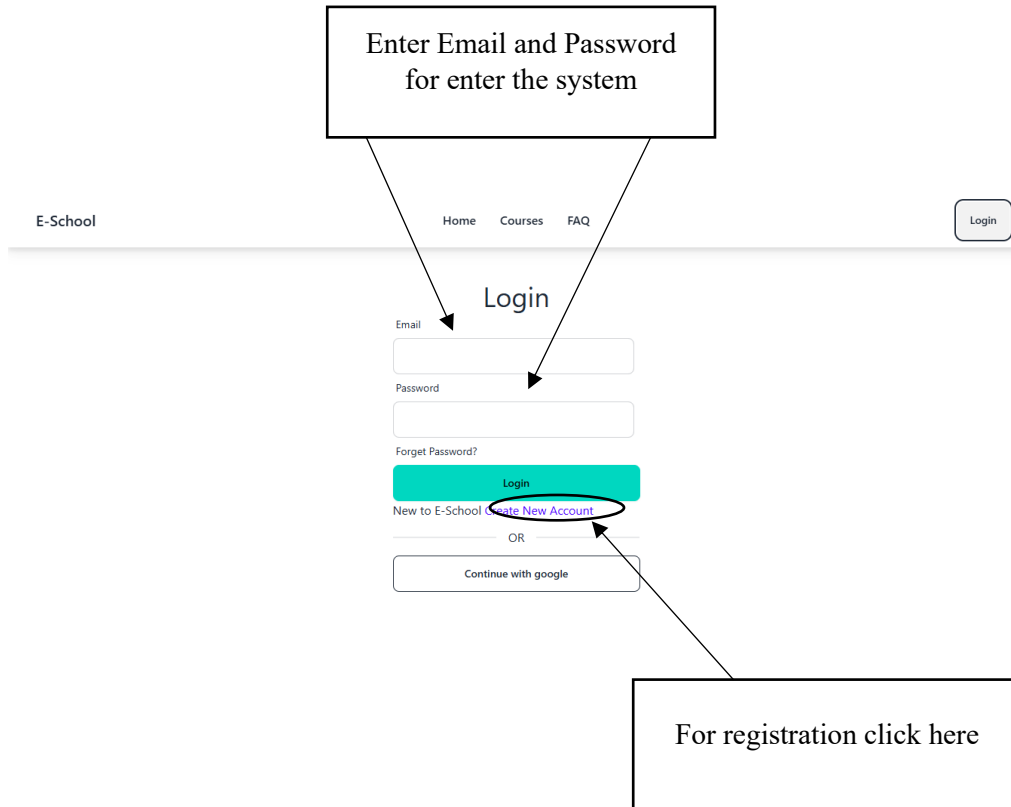 Enter Email and Password
for enter the system
E-School
Home Courses FAQ
Login
Login
Email
Password
Forget Password?
Login
New to E-School Create New Account
OR
Continue with google
For registration click here